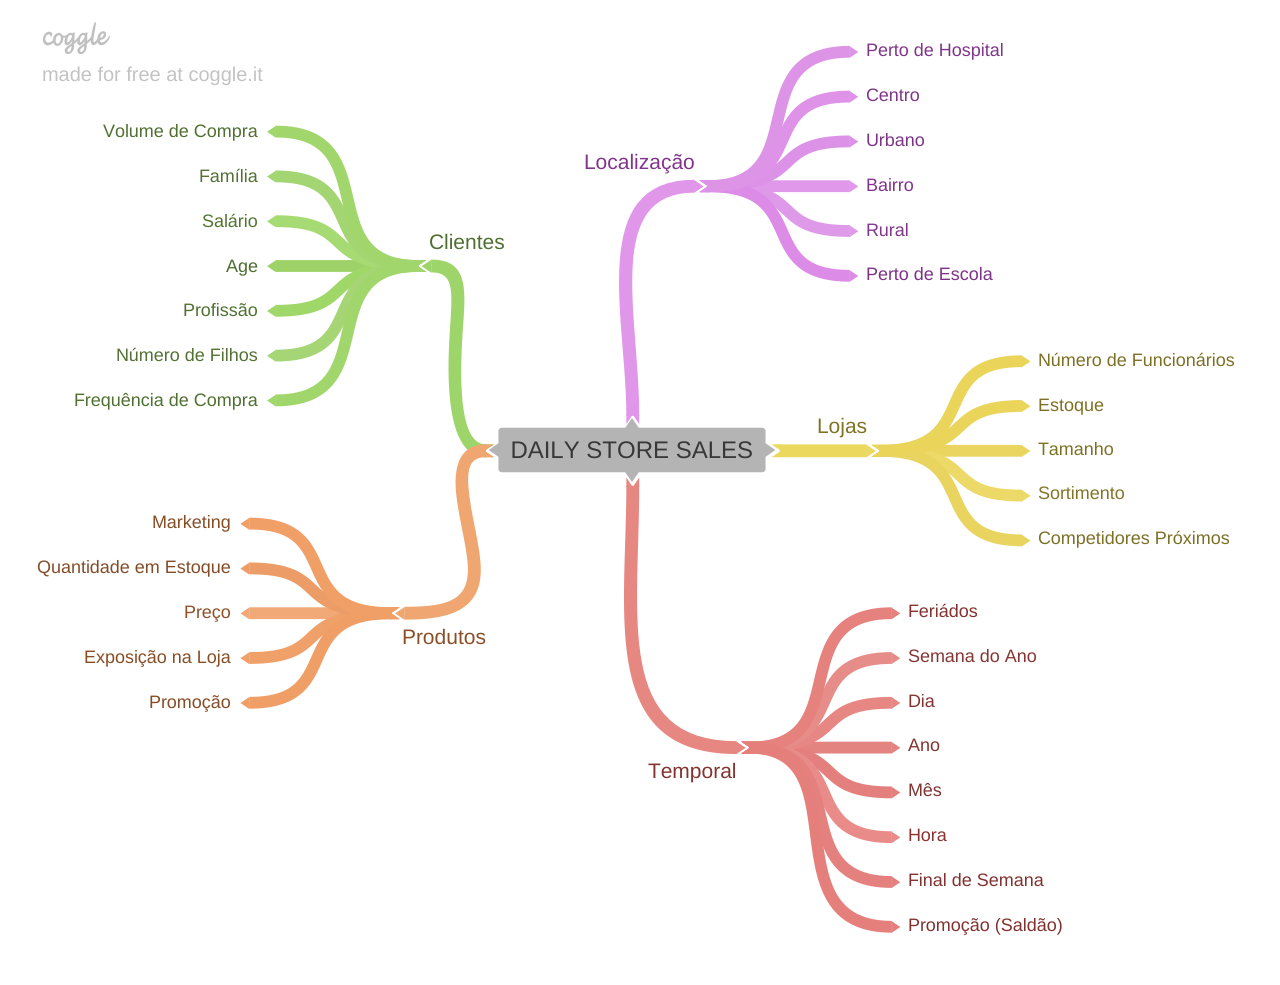 coggle
made for free at coggle.it
Volume de Compra
Família
Salário
Age
Profissão
Número de Filhos
Frequência de Compra
Clientes
Marketing
Quantidade em Estoque
Preço
Exposição na Loja
Promoção
Produtos
DAILY STORE SALES
Localização
Perto de Hospital
Centro
Urbano
Bairro
Rural
Perto de Escola
Lojas
Número de Funcionários
Estoque
Tamanho
Sortimento
Competidores Próximos
Temporal
Feriádos
Semana do Ano
Dia
Ano
Mês
Hora
Final de Semana
Promoção (Saldão)